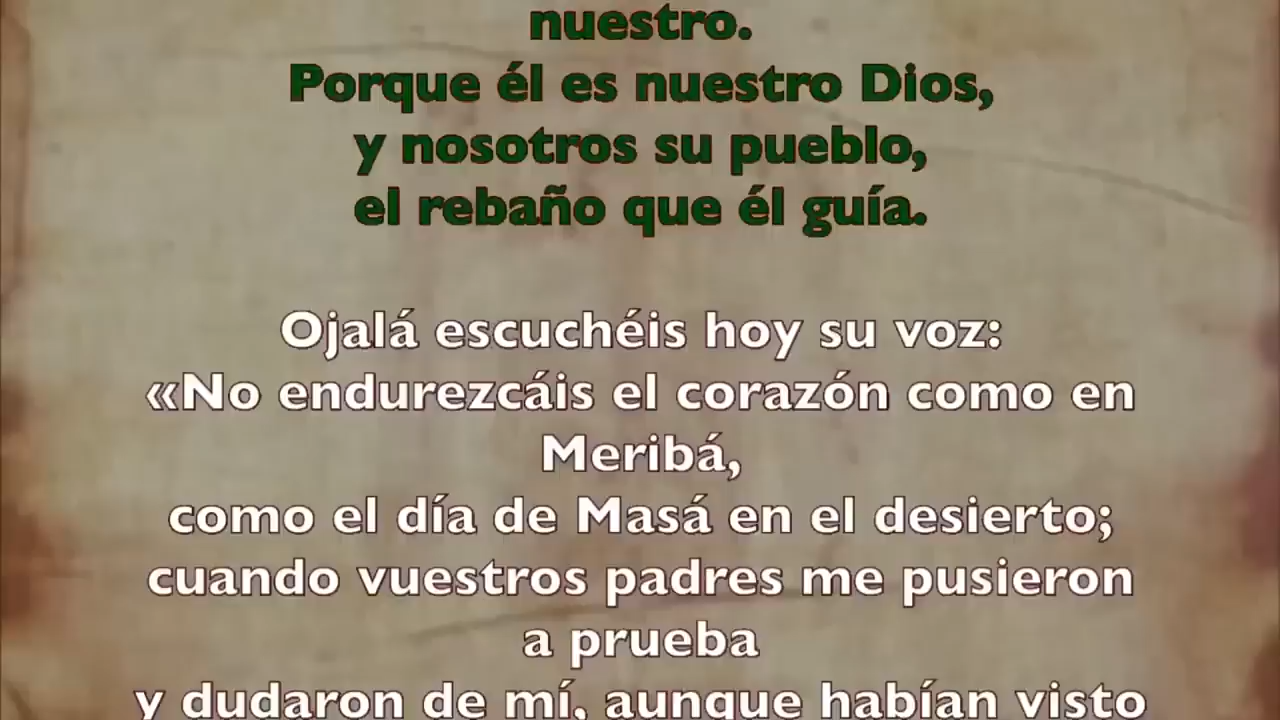 nuestro.
Porque él es nuestro Dios,
y nosotros su pueblo,
el rebaño que él guía.
Ojalá escuchéis hoy su voz:
«No endurezcáis el corazón como en
Meribá,
como el día de Masá en el desierto;
cuando vuestros padres me pusieron
a prueba
y dudaron de mí, aunque habían visto